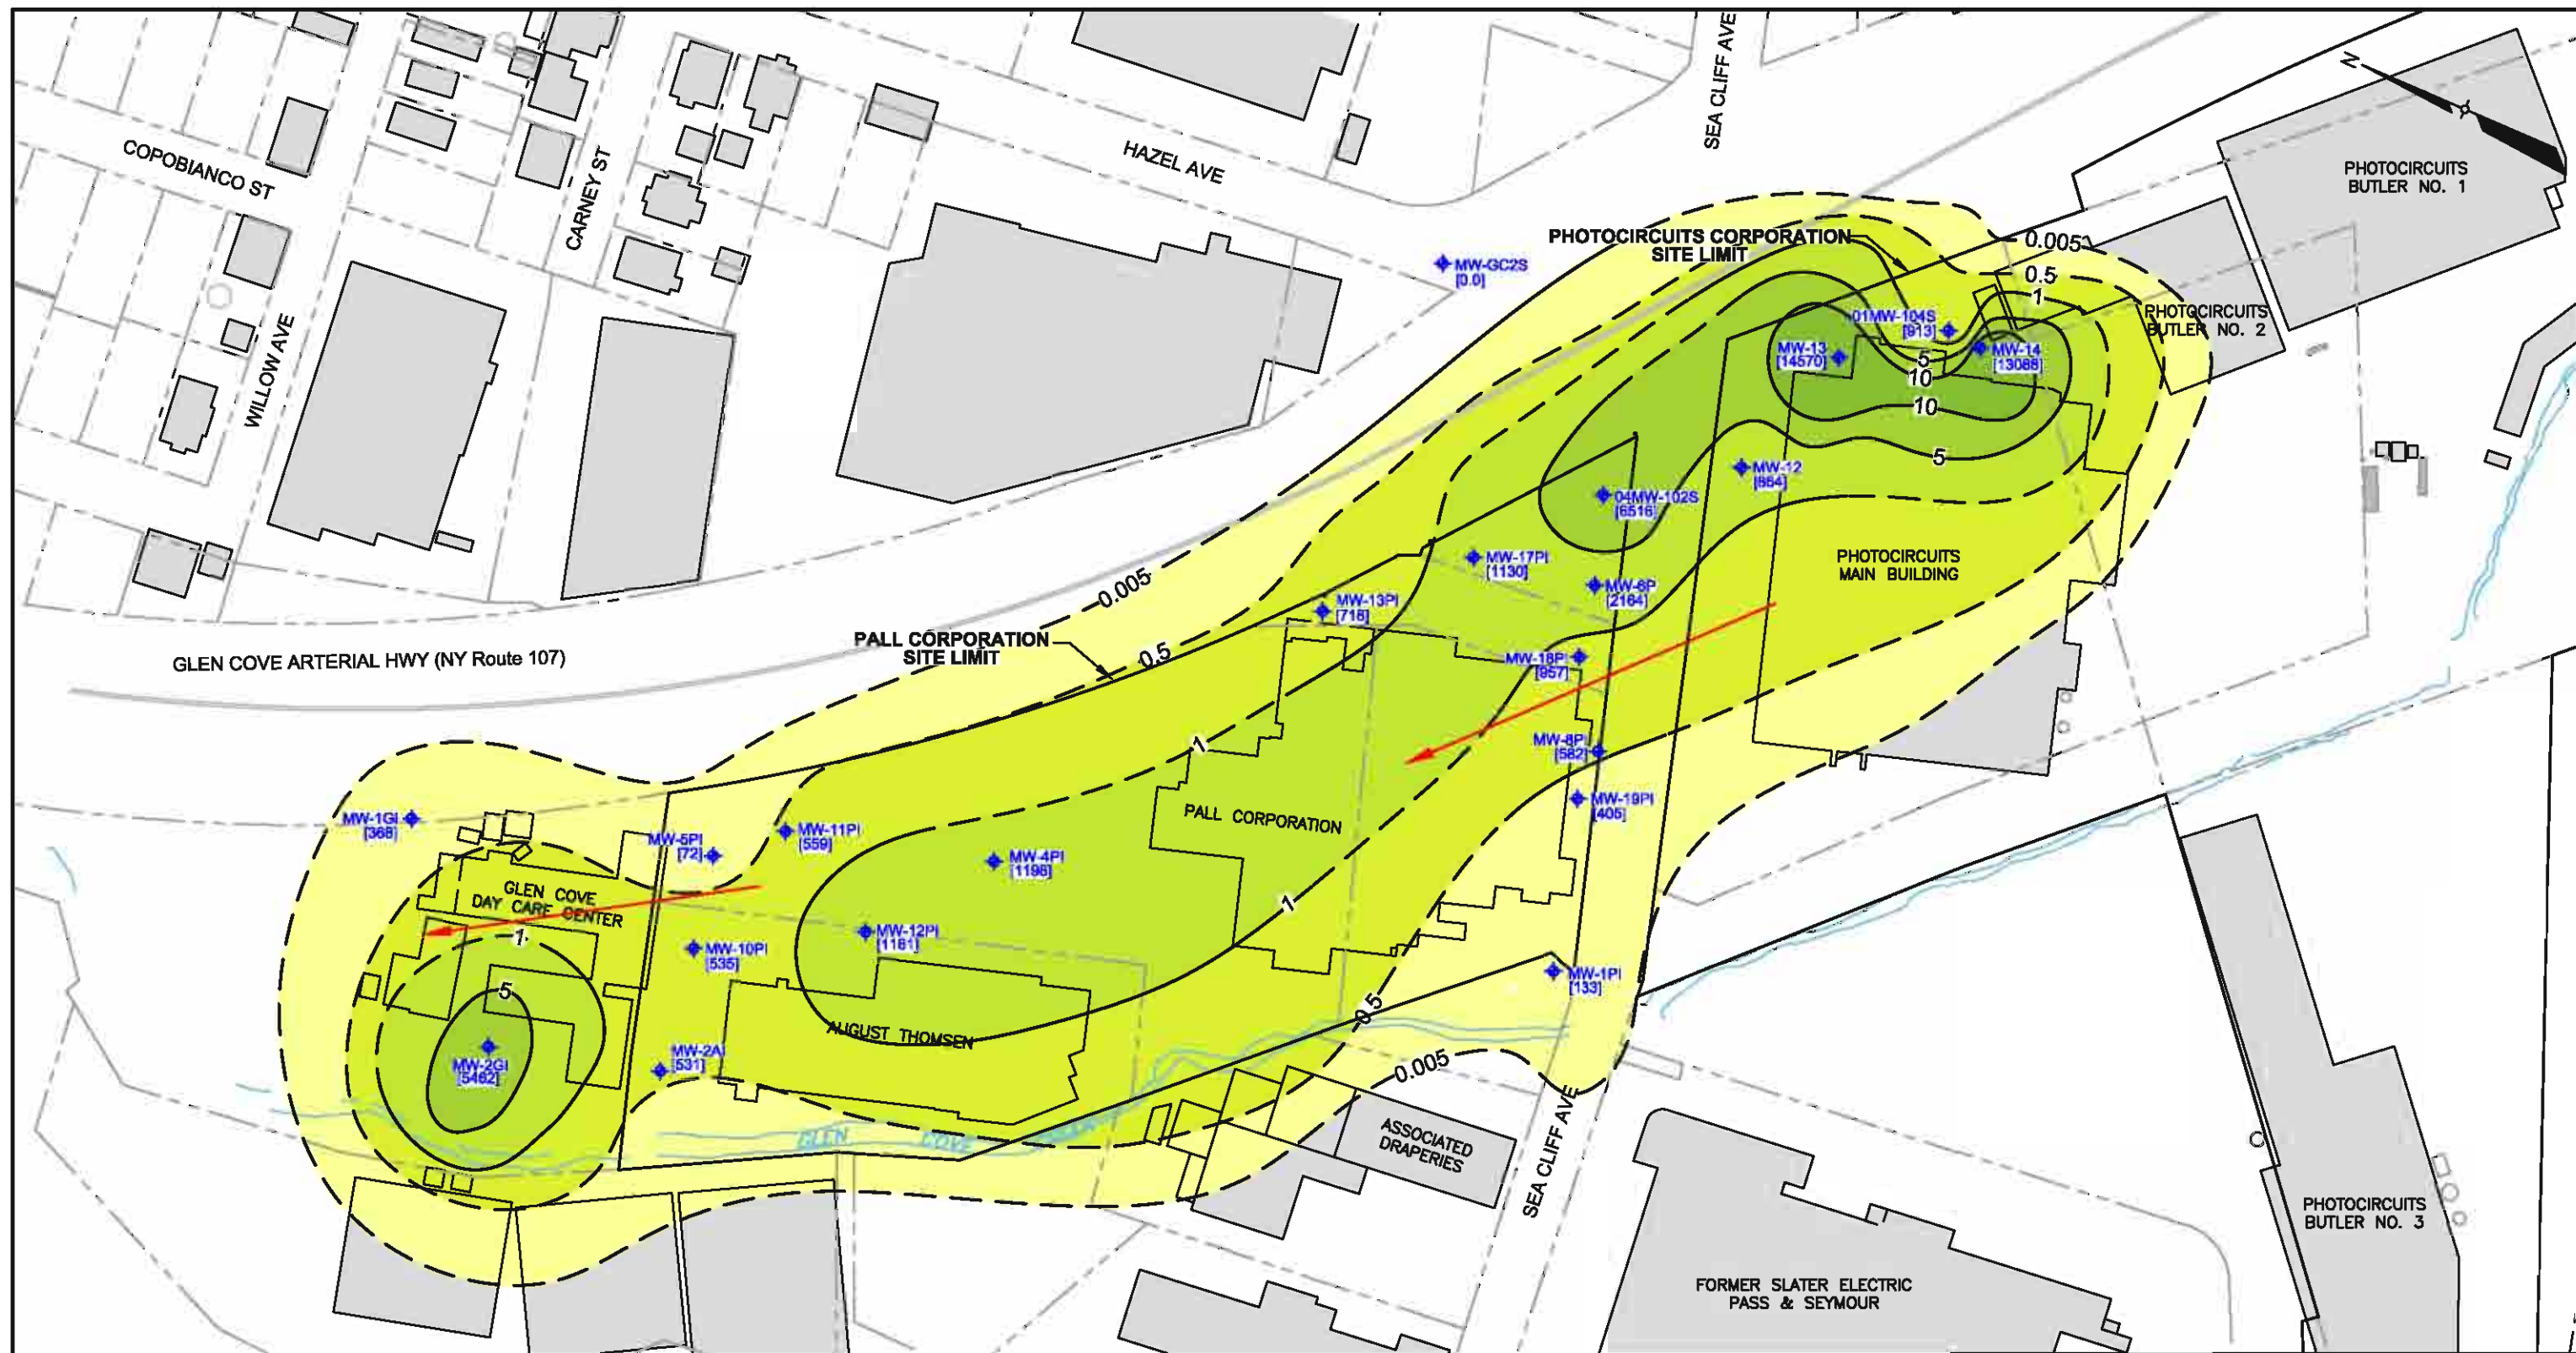 SEA CLIFF AVE
N
COPOBIANCO ST
CARNEY ST
HAZEL AVE
WILLOW AVE
PHOTOCIRCUITS
BUTLER NO. 1
PHOTOCIRCUITS CORPORATION
SITE LIMIT
0.005
0.5
1
MW-GC2S
[0.0]
PHOTOCIRCUITS
BUTLER NO. 2
01MW-104S
[913]
MW-13
[14570]
MW-14
[13088]
5
10
10
5
MW-12
[864]
04MW-102S
[6516]
PHOTOCIRCUITS
MAIN BUILDING
MW-17PI
[1130]
MW-6P
[2164]
MW-13PI
[718]
0.005
0.5
PALL CORPORATION
SITE LIMIT
GLEN COVE ARTERIAL HWY (NY Route 107)
MW-18PI
[957]
MW-8PI
[582]
MW-19PI
[405]
1
PALL CORPORATION
MW-1GI
[368]
MW-5PI
[72]
MW-11PI
[559]
MW-4PI
[1198]
GLEN COVE
DAY CARE CENTER
1
1
MW-12PI
[1181]
MW-10PI
[535]
MW-1PI
[133]
5
0.5
AUGUST THOMSEN
MW-2GI
[5462]
MW-2AI
[531]
0.005
GLEN COVE
ASSOCIATED
DRAPERIES
SEA CLIFF AVE
PHOTOCIRCUITS
BUTLER NO. 3
FORMER SLATER ELECTRIC
PASS & SEYMOUR